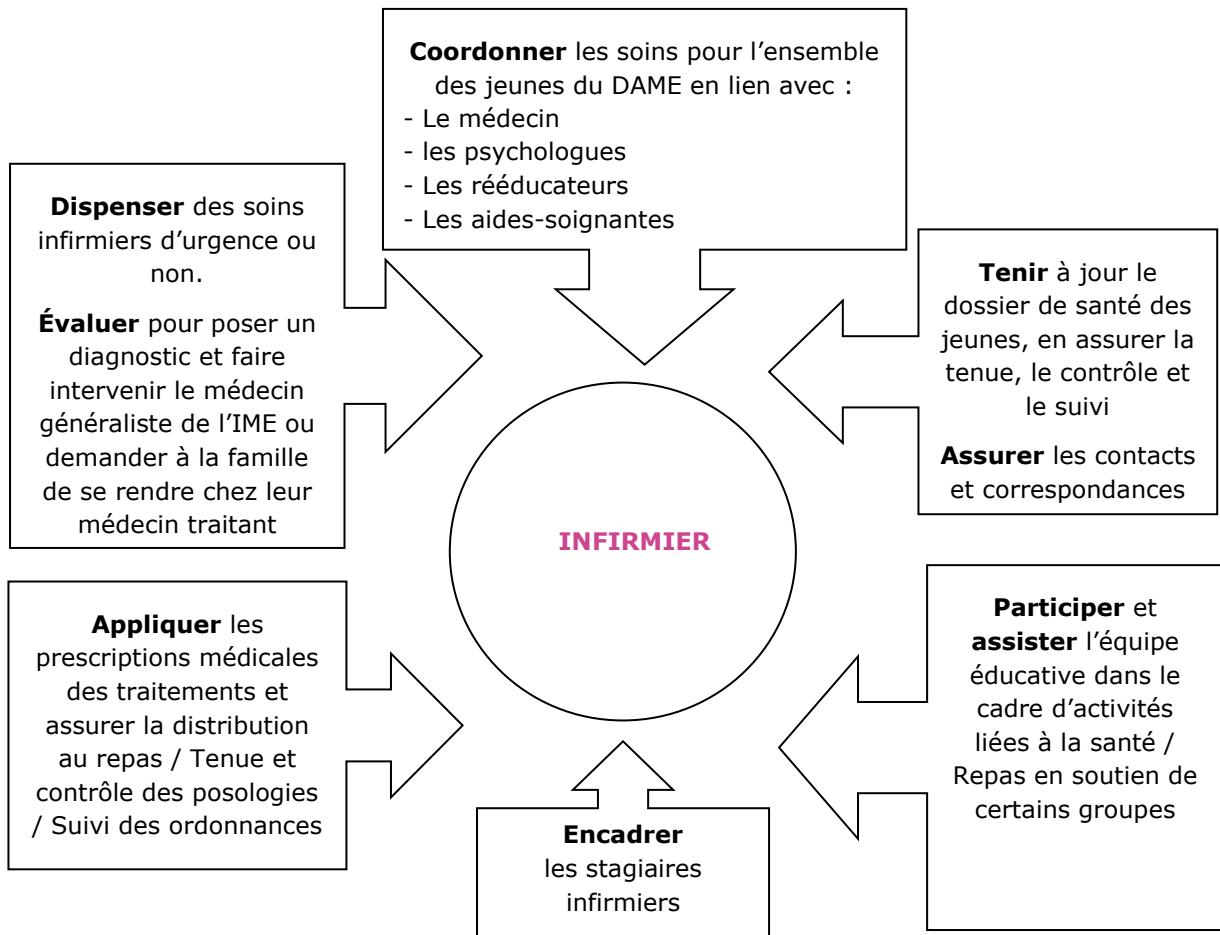 Coordonner les soins pour l’ensemble
des jeunes du DAME en lien avec :
- Le médecin
- les psychologues
- Les rééducateurs
- Les aides-soignantes
Dispenser des soins
infirmiers d’urgence ou
non.
Évaluer pour poser un
diagnostic et faire
intervenir le médecin
généraliste de l’IME ou
demander à la famille
de se rendre chez leur
médecin traitant
Tenir à jour le
dossier de santé des
jeunes, en assurer la
tenue, le contrôle et
le suivi
Assurer les contacts
et correspondances
INFIRMIER
Appliquer les
prescriptions médicales
des traitements et
assurer la distribution
au repas / Tenue et
contrôle des posologies
/ Suivi des ordonnances
Participer et
assister l’équipe
éducative dans le
cadre d’activités
liées à la santé /
Repas en soutien de
certains groupes
Encadrer
les stagiaires
infirmiers